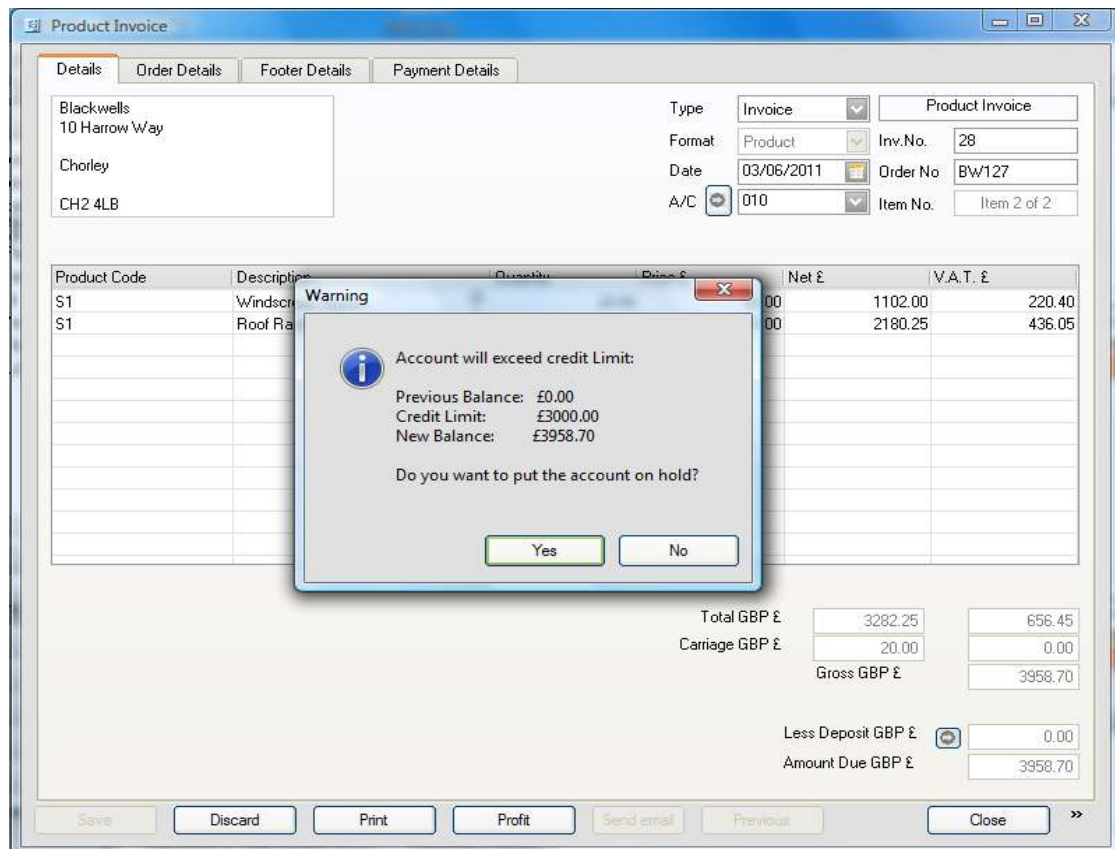 Product Invoice
Details Order Details Footer Details Payment Details
Blackwells
10 Harrow Way
Chorley
CH2 4LB
Type Invoice Product Invoice
Format Product Inv.No. 28
Date 03/06/2011 Order No BW127
A/C 010 Item No. Item 2 of 2
Product Code Description Quantity Price £ Net £ V.A.T. £
S1 Windscr 00 1102.00 220.40
S1 Roof Ra 00 2180.25 436.05
Warning
Account will exceed credit Limit:
Previous Balance: £0.00
Credit Limit: £3000.00
New Balance: £3958.70
Do you want to put the account on hold?
Yes No
Total GBP £ 3282.25 656.45
Carriage GBP £ 20.00 0.00
Gross GBP £ 3958.70
Less Deposit GBP £ 0.00
Amount Due GBP £ 3958.70
Save Discard Print Profit Send email Previous Close »